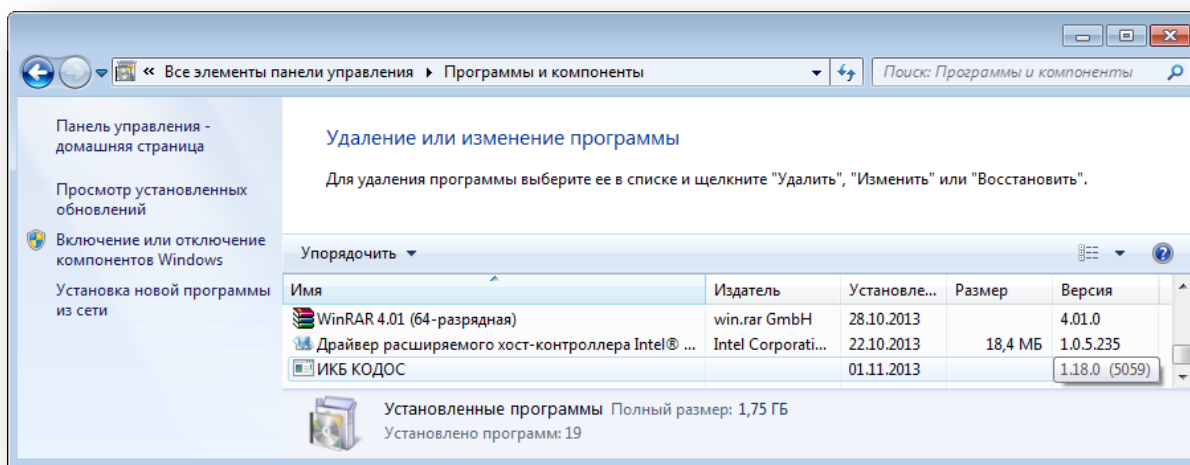 « Все элементы панели управления ▸ Программы и компоненты
Поиск: Программы и компоненты
Панель управления -
домашняя страница
Просмотр установленных
обновлений
Включение или отключение
компонентов Windows
Установка новой программы
из сети
Удаление или изменение программы
Для удаления программы выберите ее в списке и щелкните "Удалить", "Изменить" или "Восстановить".
Упорядочить
Имя Издатель Установле... Размер Версия
WinRAR 4.01 (64-разрядная) win.rar GmbH 28.10.2013 4.01.0
Драйвер расширяемого хост-контроллера Intel® ... Intel Corporati... 22.10.2013 18,4 МБ 1.0.5.235
ИКБ КОДОС 01.11.2013 1.18.0 (5059)
Установленные программы Полный размер: 1,75 ГБ
Установлено программ: 19